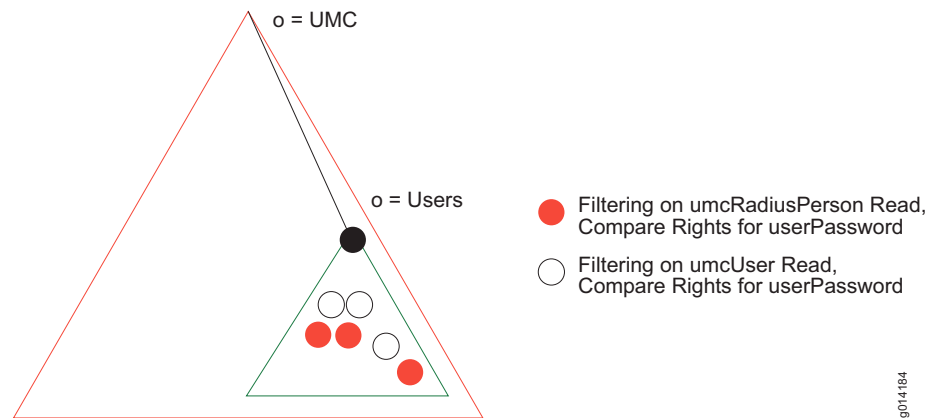 o = UMC
o = Users
Filtering on umcRadiusPerson Read,
Compare Rights for userPassword
Filtering on umcUser Read,
Compare Rights for userPassword
g014184